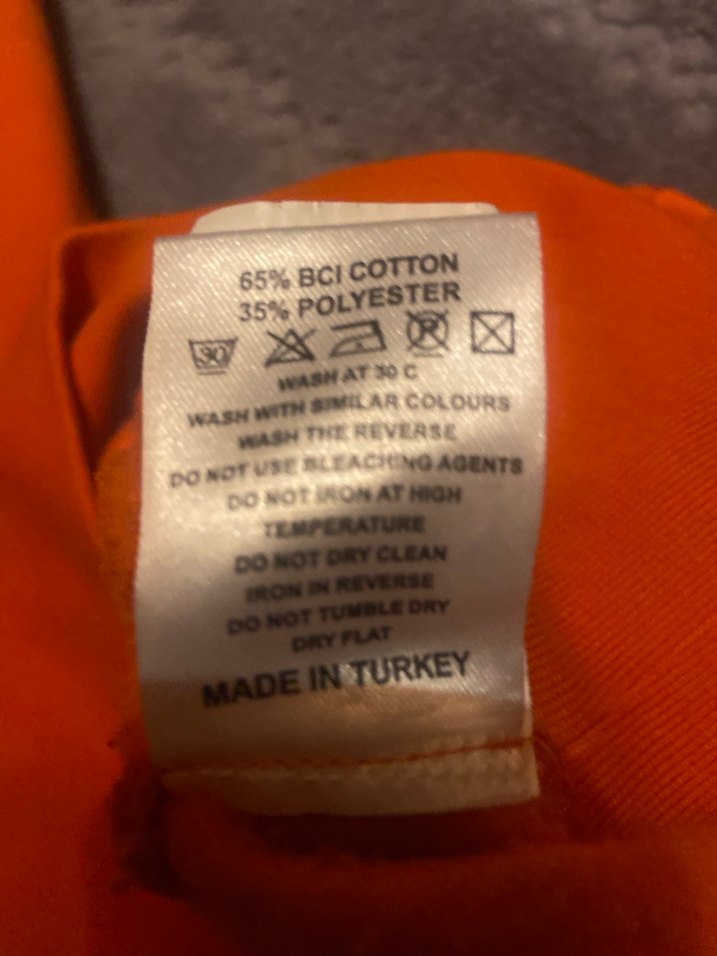 65% BCI COTTON
35% POLYESTER
30
WASH AT 30 C
WASH WITH SIMILAR COLOURS
WASH THE REVERSE
DO NOT USE BLEACHING AGENTS
DO NOT IRON AT HIGH
TEMPERATURE
DO NOT DRY CLEAN
IRON IN REVERSE
DO NOT TUMBLE DRY
DRY FLAT
MADE IN TURKEY